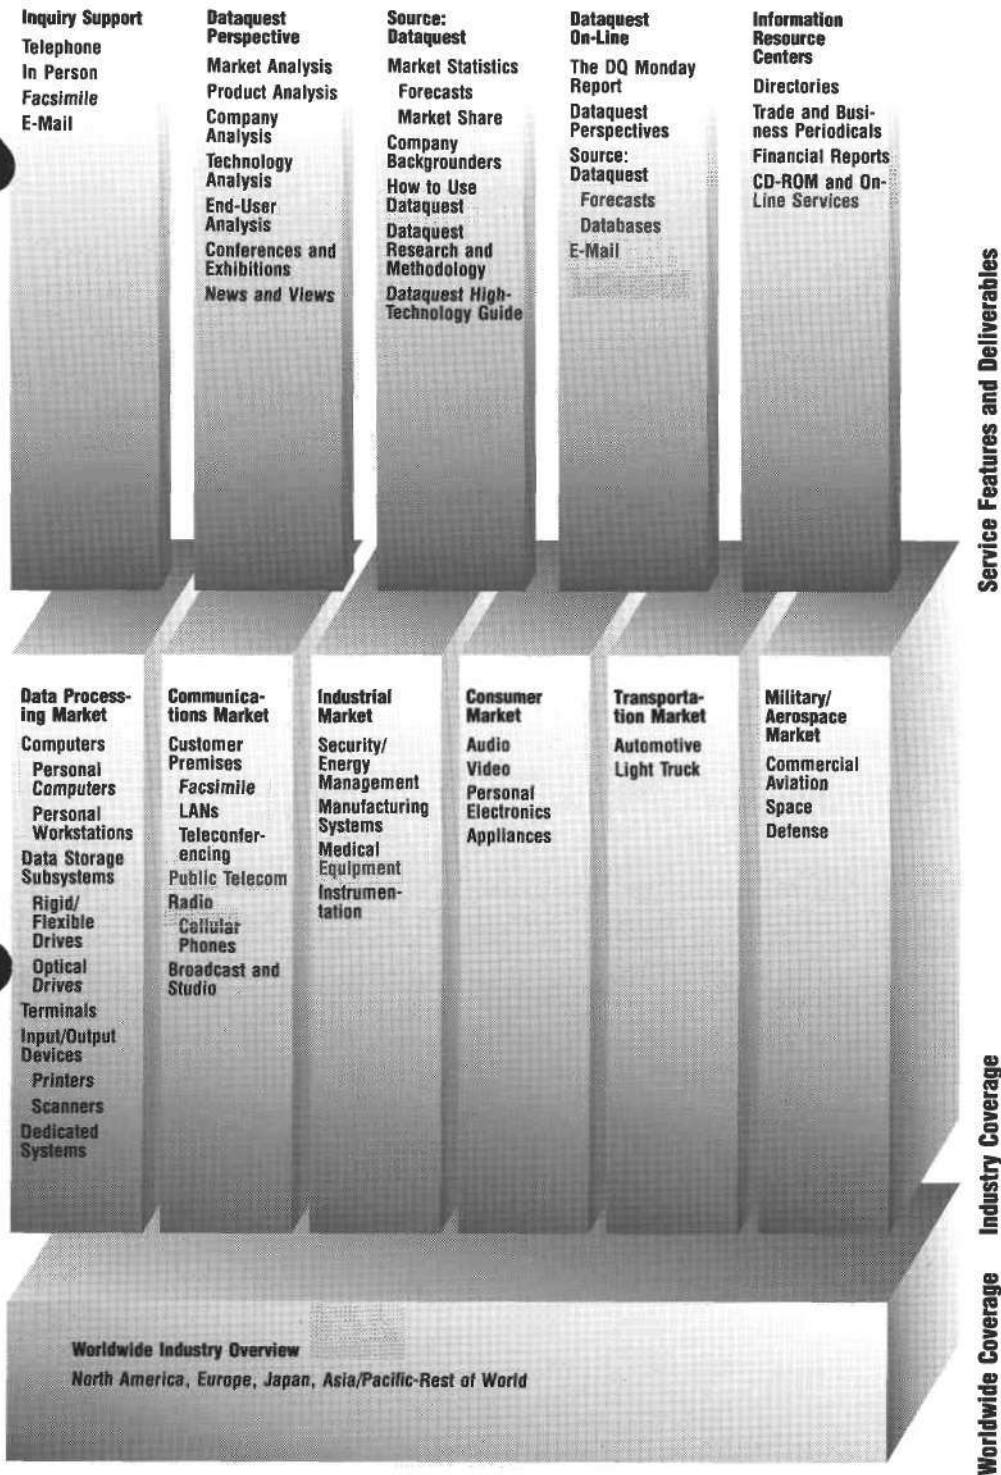 Inquiry Support
Telephone
In Person
Facsimile
E-Mail
Dataquest
Perspective
Market Analysis
Product Analysis
Company
Analysis
Technology
Analysis
End-User
Analysis
Conferences and
Exhibitions
News and Views
Source:
Dataquest
Market Statistics
Forecasts
Market Share
Company
Backgrounders
How to Use
Dataquest
Dataquest
Research and
Methodology
Dataquest High-
Technology Guide
Dataquest
On-Line
The DQ Monday
Report
Dataquest
Perspectives
Source:
Dataquest
Forecasts
Databases
E-Mail
Information
Resource
Centers
Directories
Trade and Busi-
ness Periodicals
Financial Reports
CD-ROM and On-
Line Services
Service Features and Deliverables
Data Process-
ing Market
Computers
Personal
Computers
Personal
Workstations
Data Storage
Subsystems
Rigid/
Flexible
Drives
Optical
Drives
Terminals
Input/Output
Devices
Printers
Scanners
Dedicated
Systems
Communica-
tions Market
Customer
Premises
Facsimile
LANs
Teleconfer-
encing
Public Telecom
Radio
Cellular
Phones
Broadcast and
Studio
Industrial
Market
Security/
Energy
Management
Manufacturing
Systems
Medical
Equipment
Instrumen-
tation
Consumer
Market
Audio
Video
Personal
Electronics
Appliances
Transporta-
tion Market
Automotive
Light Truck
Military/
Aerospace
Market
Commercial
Aviation
Space
Defense
Industry Coverage
Worldwide Industry Overview
North America, Europe, Japan, Asia/Pacific-Rest of World
Worldwide Coverage